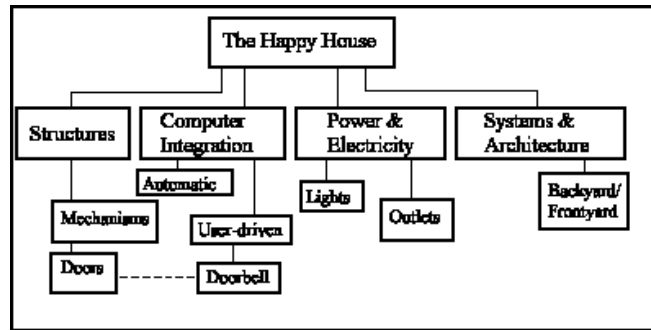 The Happy House
Structures
Computer
Integration
Power &
Electricity
Systems &
Architecture
Automatic
Lights
Backyard/
Frontyard
Mechanisms
User-driven
Outlets
Doors
Doorbell